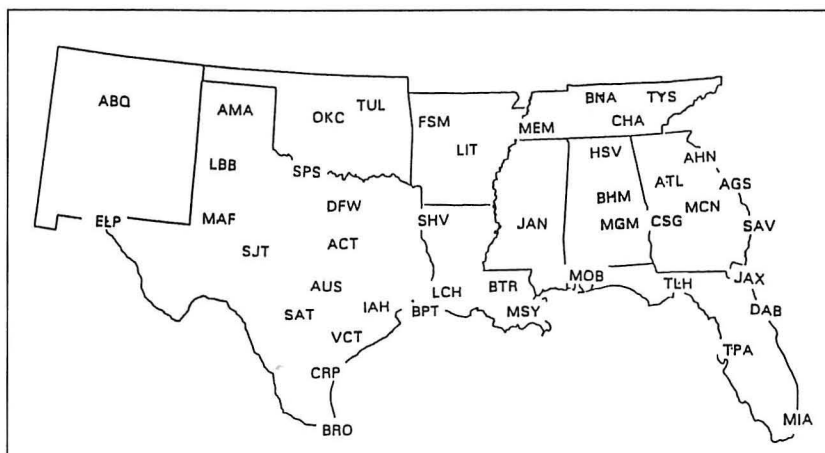 ABQ
AMA
OKC
TUL
FSM
LIT
MEM
BNA
TYS
CHA
HSV
AHN
ATL
AGS
LBB
SPS
BHM
MCN
MAF
DFW
SHV
JAN
MGM
CSG
SAV
ELP
SJT
ACT
AUS
LCH
BTR
MOB
TLH
JAX
SAT
IAH
BPT
MSY
DAB
VCT
TPA
CRP
BRO
MIA